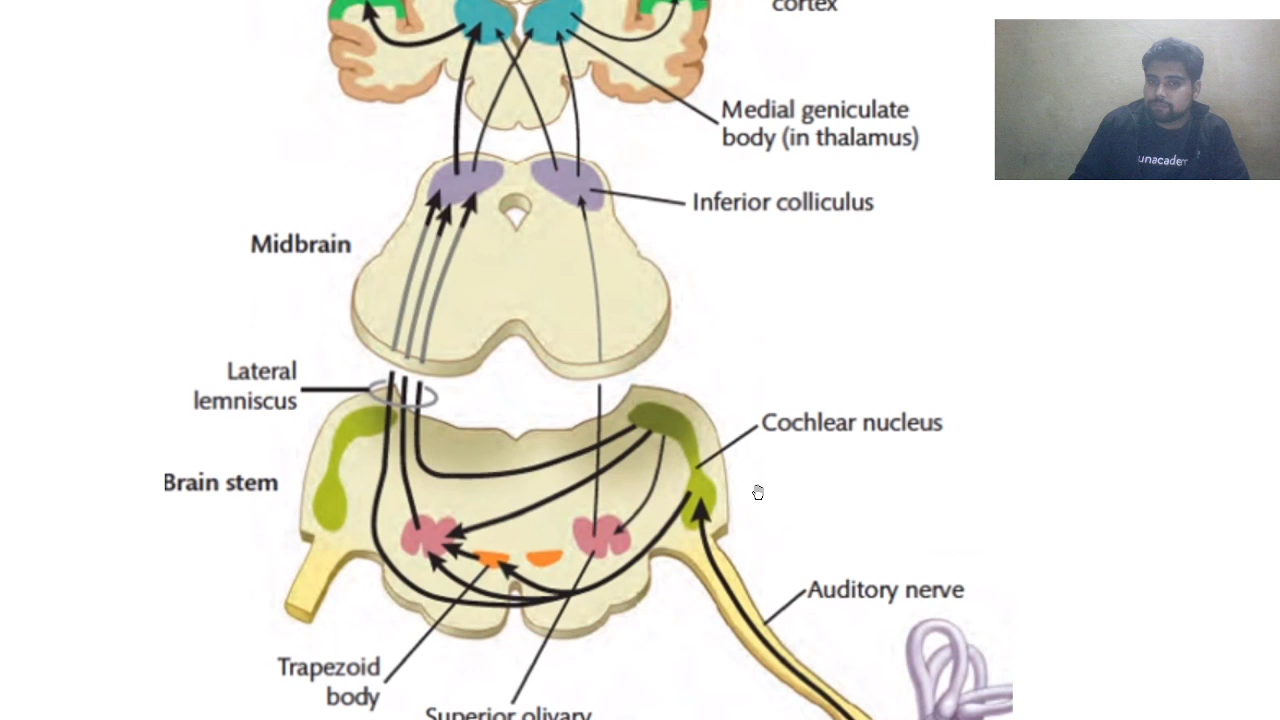 cortex
Medial geniculate
body (in thalamus)
unacadem
Inferior colliculus
Midbrain
Lateral
lemniscus
Cochlear nucleus
Brain stem
Auditory nerve
Trapezoid
body
Superior olivary